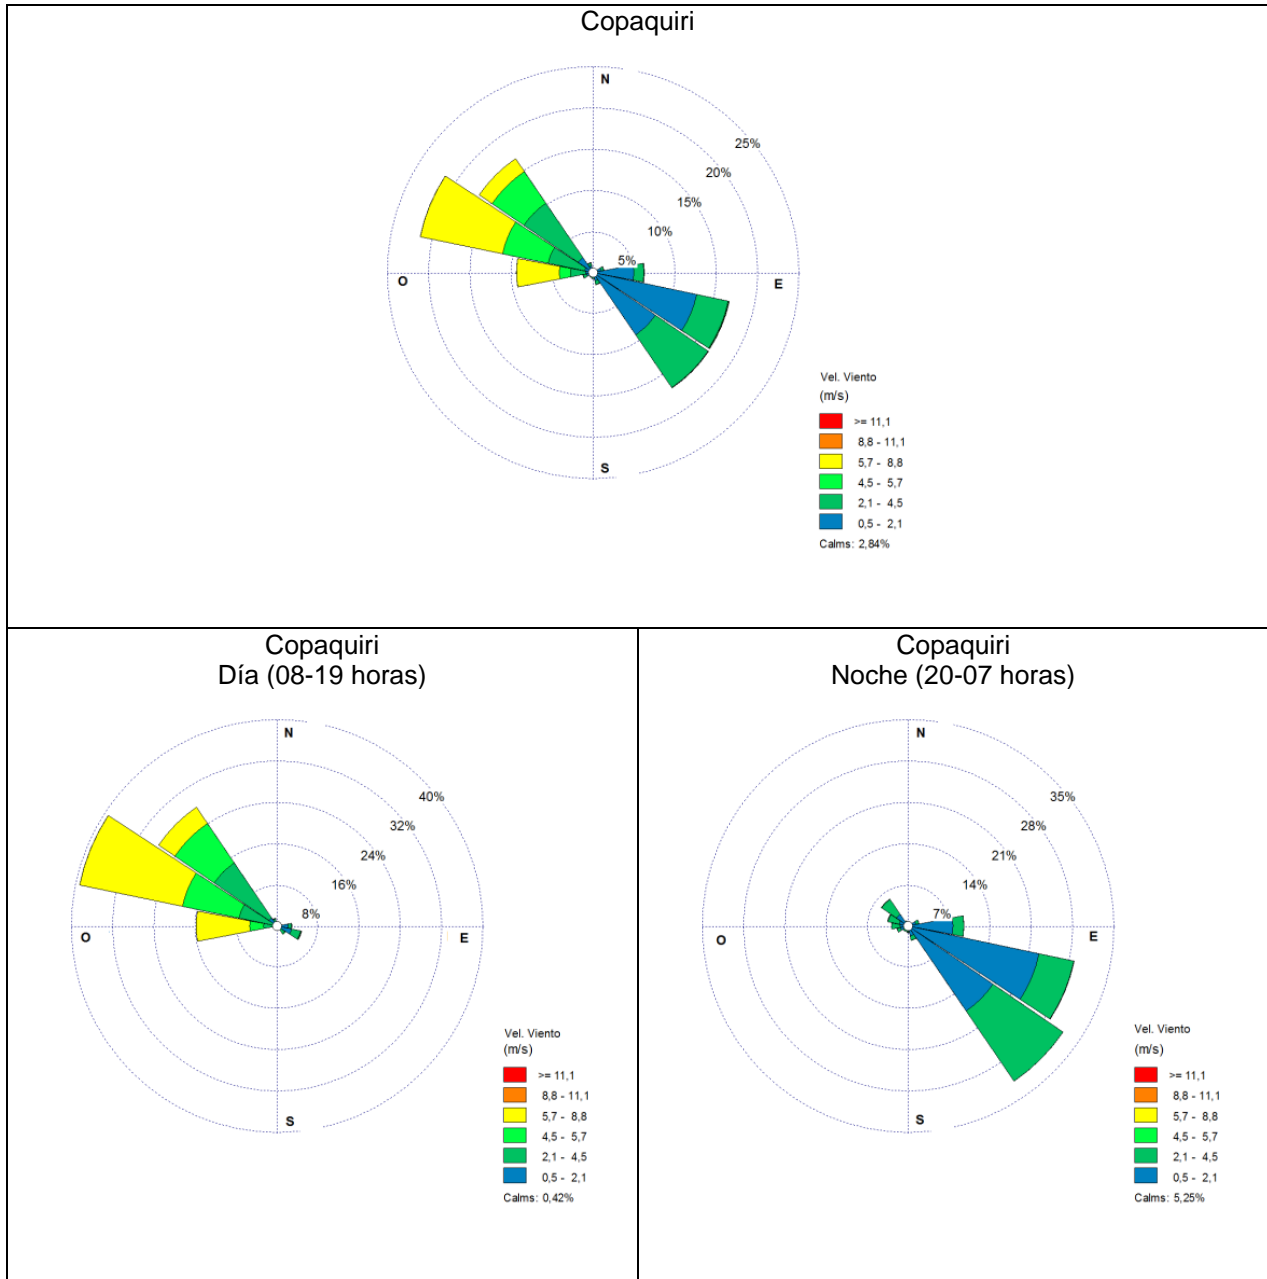 Copaquiri
N
25%
20%
15%
10%
5%
O
E
S
Vel. Viento
(m/s)
>= 11,1
8,8 - 11,1
5,7 - 8,8
4,5 - 5,7
2,1 - 4,5
0,5 - 2,1
Calms: 2,84%
Copaquiri
Día (08-19 horas)
N
40%
32%
24%
16%
8%
O
E
S
Vel. Viento
(m/s)
>= 11,1
8,8 - 11,1
5,7 - 8,8
4,5 - 5,7
2,1 - 4,5
0,5 - 2,1
Calms: 0,42%
Copaquiri
Noche (20-07 horas)
N
35%
28%
21%
14%
7%
O
E
S
Vel. Viento
(m/s)
>= 11,1
8,8 - 11,1
5,7 - 8,8
4,5 - 5,7
2,1 - 4,5
0,5 - 2,1
Calms: 5,25%